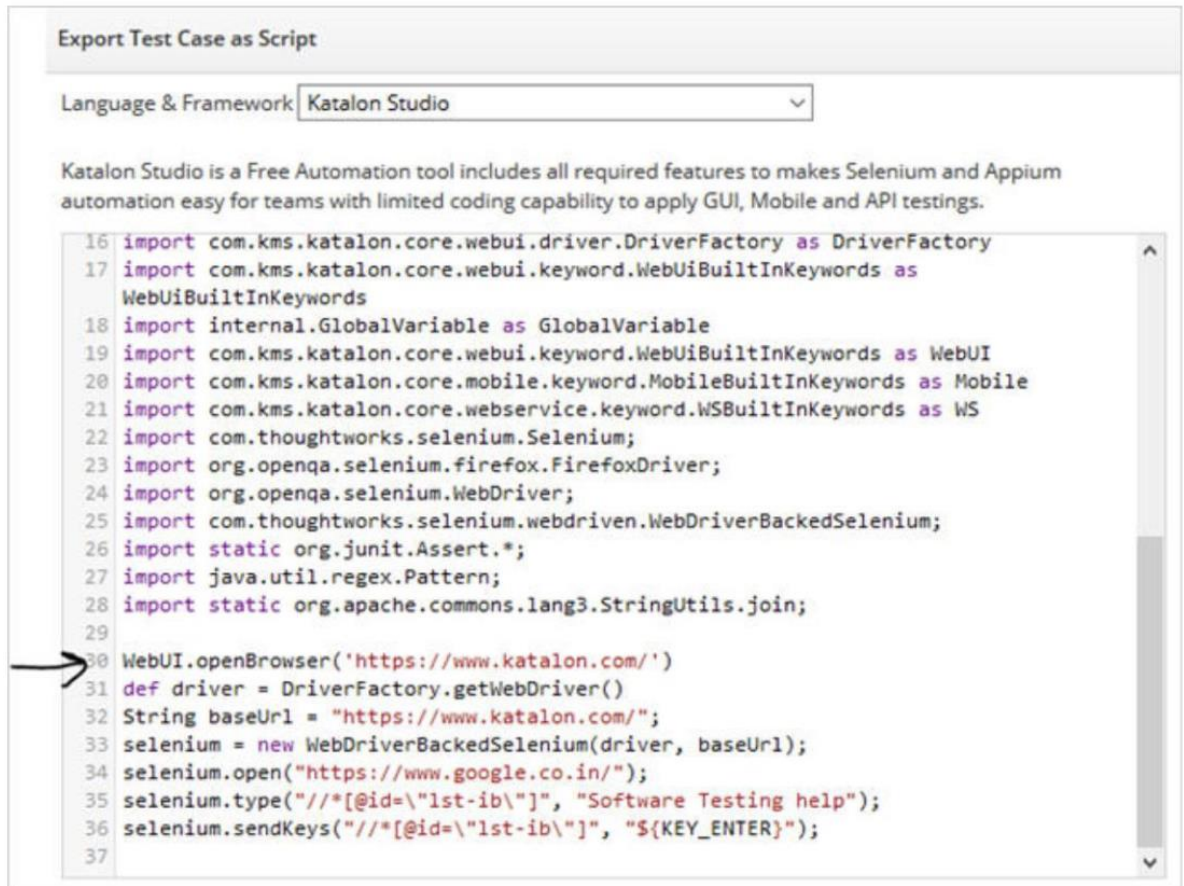 Export Test Case as Script
Language & Framework Katalon Studio
Katalon Studio is a Free Automation tool includes all required features to makes Selenium and Appium
automation easy for teams with limited coding capability to apply GUI, Mobile and API testings.
16 import com.kms.katalon.core.webui.driver.DriverFactory as DriverFactory
17 import com.kms.katalon.core.webui.keyword.WebUiBuiltInKeywords as
WebUiBuiltInKeywords
18 import internal.GlobalVariable as GlobalVariable
19 import com.kms.katalon.core.webui.keyword.WebUiBuiltInKeywords as WebUI
20 import com.kms.katalon.core.mobile.keyword.MobileBuiltInKeywords as Mobile
21 import com.kms.katalon.core.webservice.keyword.WSBuiltInKeywords as WS
22 import com.thoughtworks.selenium.Selenium;
23 import org.openqa.selenium.firefox.FirefoxDriver;
24 import org.openqa.selenium.WebDriver;
25 import com.thoughtworks.selenium.webdriven.WebDriverBackedSelenium;
26 import static org.junit.Assert.*;
27 import java.util.regex.Pattern;
28 import static org.apache.commons.lang3.StringUtils.join;
29
30 WebUI.openBrowser('https://www.katalon.com/')
31 def driver = DriverFactory.getWebDriver()
32 String baseUrl = "https://www.katalon.com/";
33 selenium = new WebDriverBackedSelenium(driver, baseUrl);
34 selenium.open("https://www.google.co.in/");
35 selenium.type("//*[@id=\"lst-ib\"]", "Software Testing help");
36 selenium.sendKeys("//*[@id=\"lst-ib\"]", "${KEY_ENTER}");
37